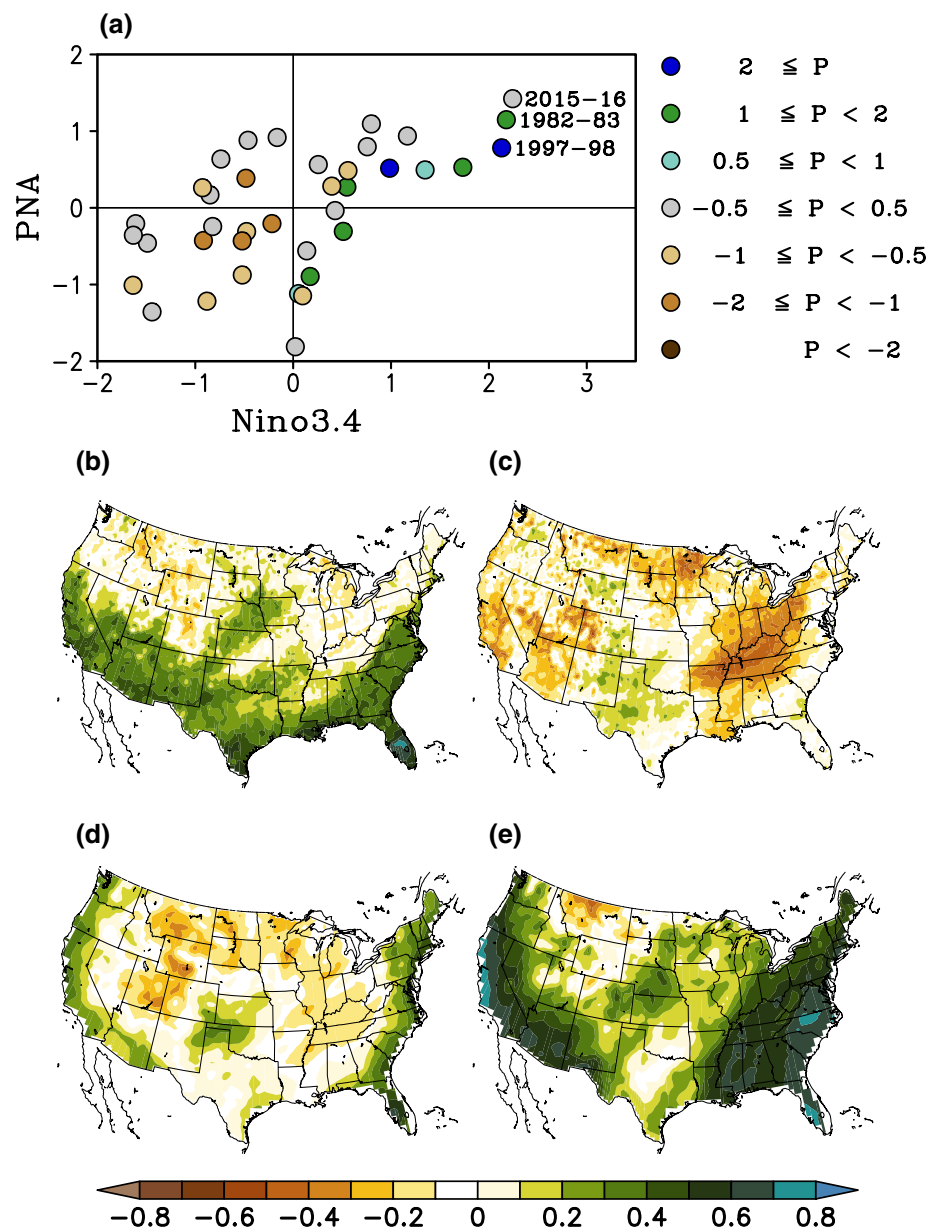 (a)
2
1
0
−1
−2
PNA
−2 −1 0 1 2 3
Nino3.4
2015−16
1982−83
1997−98
2 ≦ P
1 ≦ P < 2
0.5 ≦ P < 1
−0.5 ≦ P < 0.5
−1 ≦ P < −0.5
−2 ≦ P < −1
P < −2
(b)
(c)
(d)
(e)
−0.8 −0.6 −0.4 −0.2 0 0.2 0.4 0.6 0.8